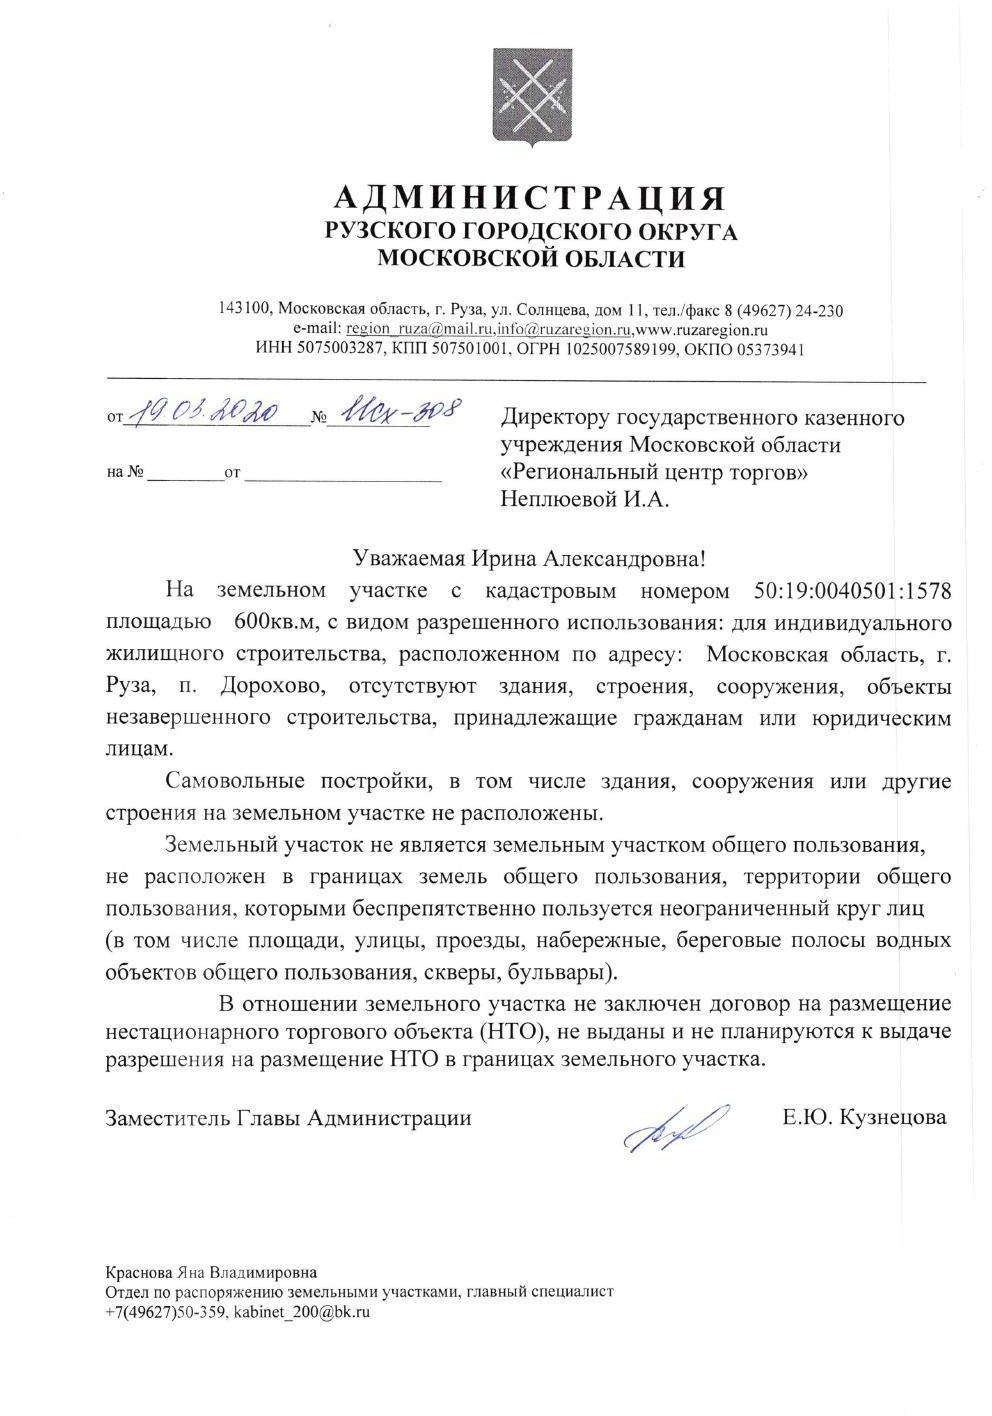 АДМИНИСТРАЦИЯ
РУЗСКОГО ГОРОДСКОГО ОКРУГА
МОСКОВСКОЙ ОБЛАСТИ
143100, Московская область, г. Руза, ул. Солнцева, дом 11, тел./факс 8 (49627) 24-230
e-mail: region_ruza@mail.ru,info@ruzaregion.ru,www.ruzaregion.ru
ИНН 5075003287, КПП 507501001, ОГРН 1025007589199, ОКПО 05373941
от 19.03.2020 № Исх-308
на № ________ от ____________________
Директору государственного казенного
учреждения Московской области
«Региональный центр торгов»
Неплюевой И.А.
Уважаемая Ирина Александровна!
На земельном участке с кадастровым номером 50:19:0040501:1578
площадью 600кв.м, с видом разрешенного использования: для индивидуального
жилищного строительства, расположенном по адресу: Московская область, г.
Руза, п. Дорохово, отсутствуют здания, строения, сооружения, объекты
незавершенного строительства, принадлежащие гражданам или юридическим
лицам.
Самовольные постройки, в том числе здания, сооружения или другие
строения на земельном участке не расположены.
Земельный участок не является земельным участком общего пользования,
не расположен в границах земель общего пользования, территории общего
пользования, которыми беспрепятственно пользуется неограниченный круг лиц
(в том числе площади, улицы, проезды, набережные, береговые полосы водных
объектов общего пользования, скверы, бульвары).
В отношении земельного участка не заключен договор на размещение
нестационарного торгового объекта (НТО), не выданы и не планируются к выдаче
разрешения на размещение НТО в границах земельного участка.
Заместитель Главы Администрации Е.Ю. Кузнецова
Краснова Яна Владимировна
Отдел по распоряжению земельными участками, главный специалист
+7(49627)50-359, kabinet_200@bk.ru